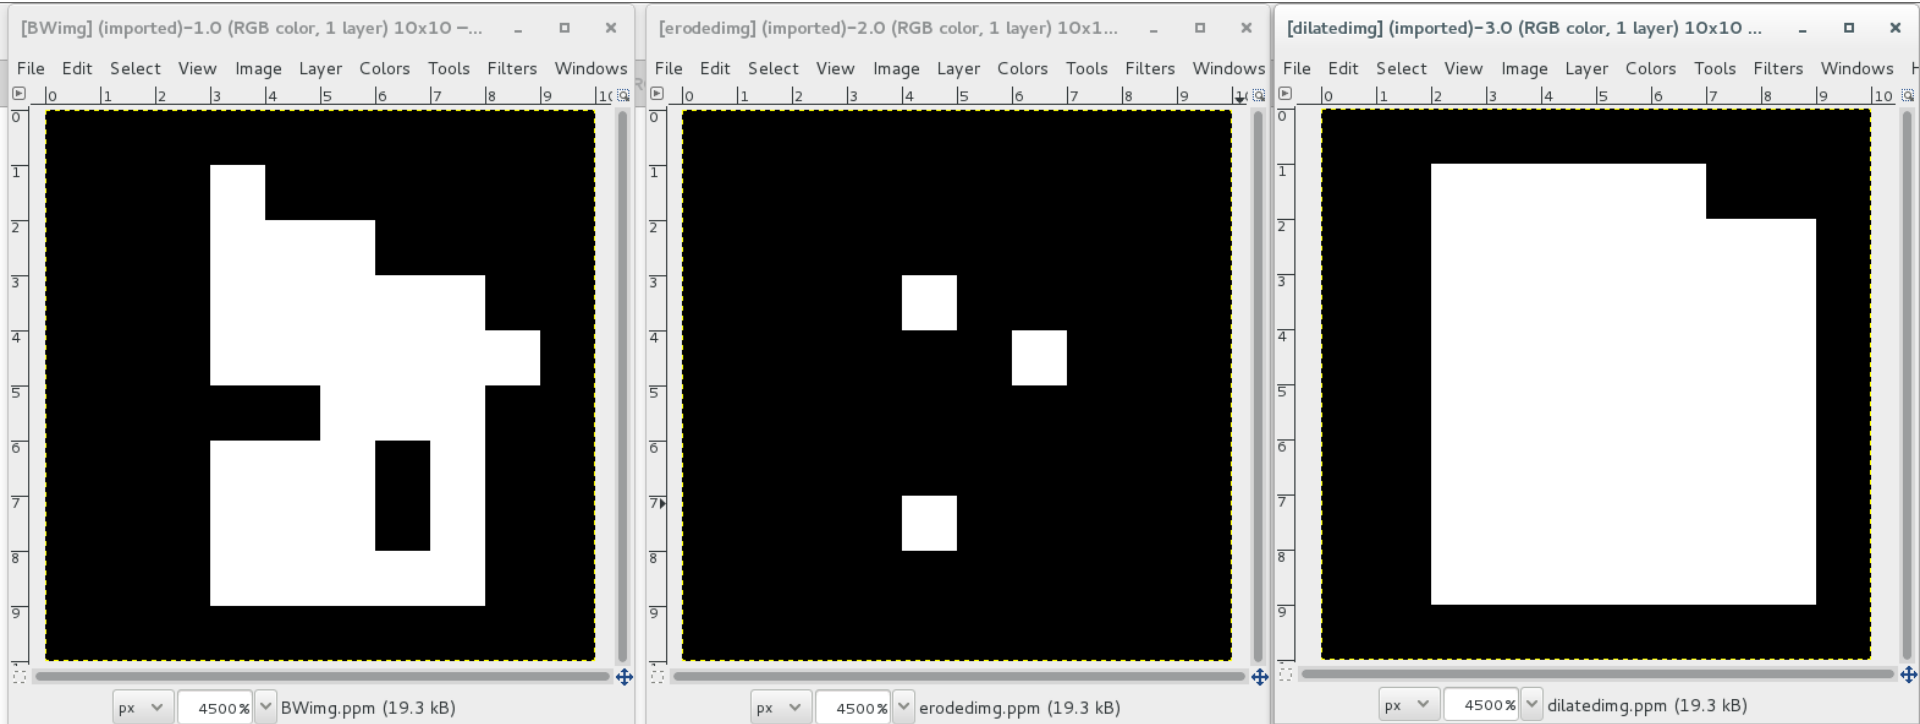 [BWimg] (imported)-1.0 (RGB color, 1 layer) 10x10 –...
File Edit Select View Image Layer Colors Tools Filters Windows
0 1 2 3 4 5 6 7 8 9 10
0
1
2
3
4
5
6
7
8
9
px 4500% BWimg.ppm (19.3 kB)
[erodedimg] (imported)-2.0 (RGB color, 1 layer) 10x1...
File Edit Select View Image Layer Colors Tools Filters Windows
0 1 2 3 4 5 6 7 8 9
0
1
2
3
4
5
6
7
8
9
px 4500% erodedimg.ppm (19.3 kB)
[dilatedimg] (imported)-3.0 (RGB color, 1 layer) 10x10 ...
File Edit Select View Image Layer Colors Tools Filters Windows
0 1 2 3 4 5 6 7 8 9 10
0
1
2
3
4
5
6
7
8
9
px 4500% dilatedimg.ppm (19.3 kB)